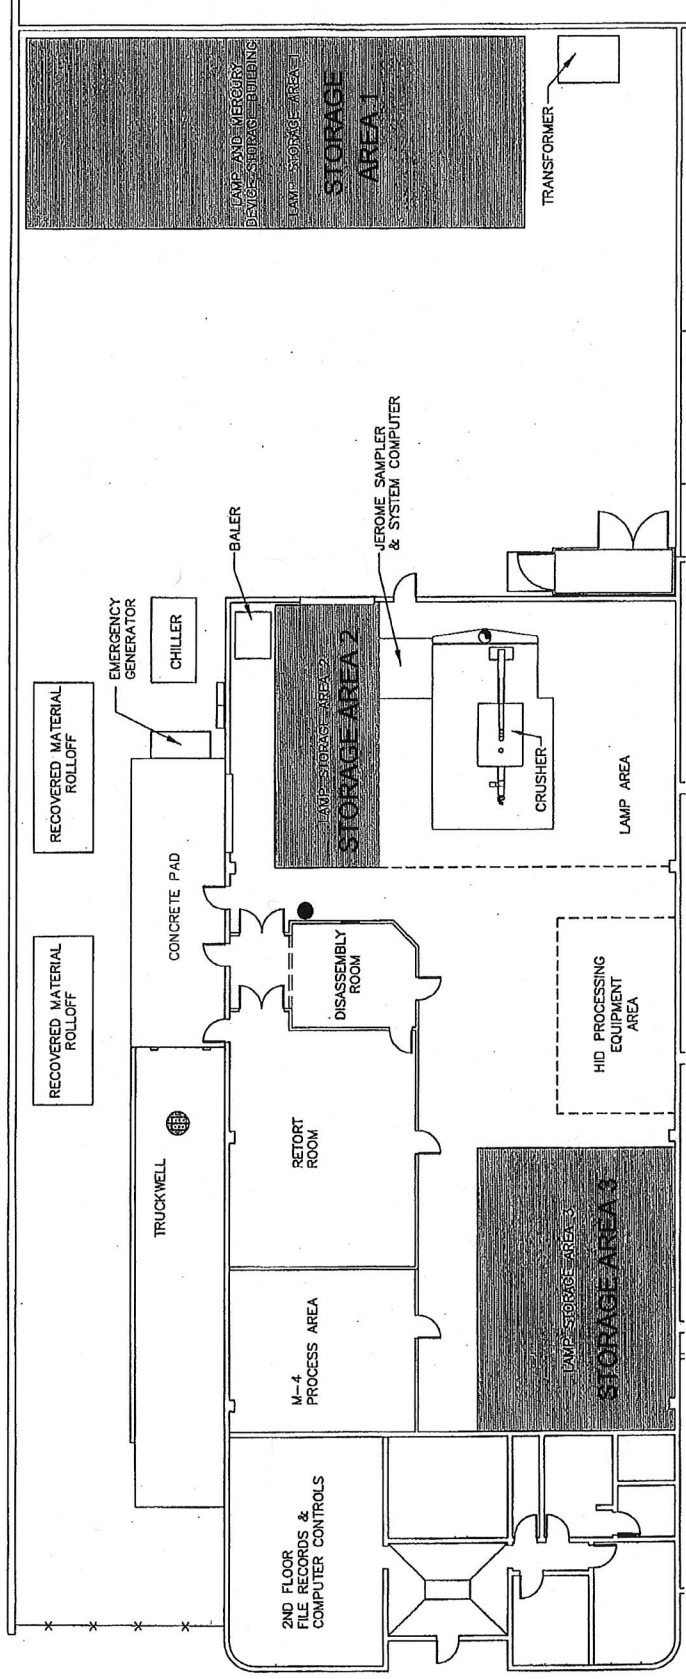 LAMP AND MERCURY
DEVICE STORAGE BUILDING
LAMP STORAGE AREA 1
STORAGE
AREA 1
TRANSFORMER
RECOVERED MATERIAL
ROLLOFF
RECOVERED MATERIAL
ROLLOFF
EMERGENCY
GENERATOR
CHILLER
BALER
JEROME SAMPLER
& SYSTEM COMPUTER
CONCRETE PAD
TRUCKWELL
LAMP STORAGE AREA 2
STORAGE AREA 2
CRUSHER
LAMP AREA
DISASSEMBLY
ROOM
RETORT
ROOM
HID PROCESSING
EQUIPMENT
AREA
M-4
PROCESS AREA
LAMP STORAGE AREA 3
STORAGE AREA 3
2ND FLOOR
FILE RECORDS &
COMPUTER CONTROLS